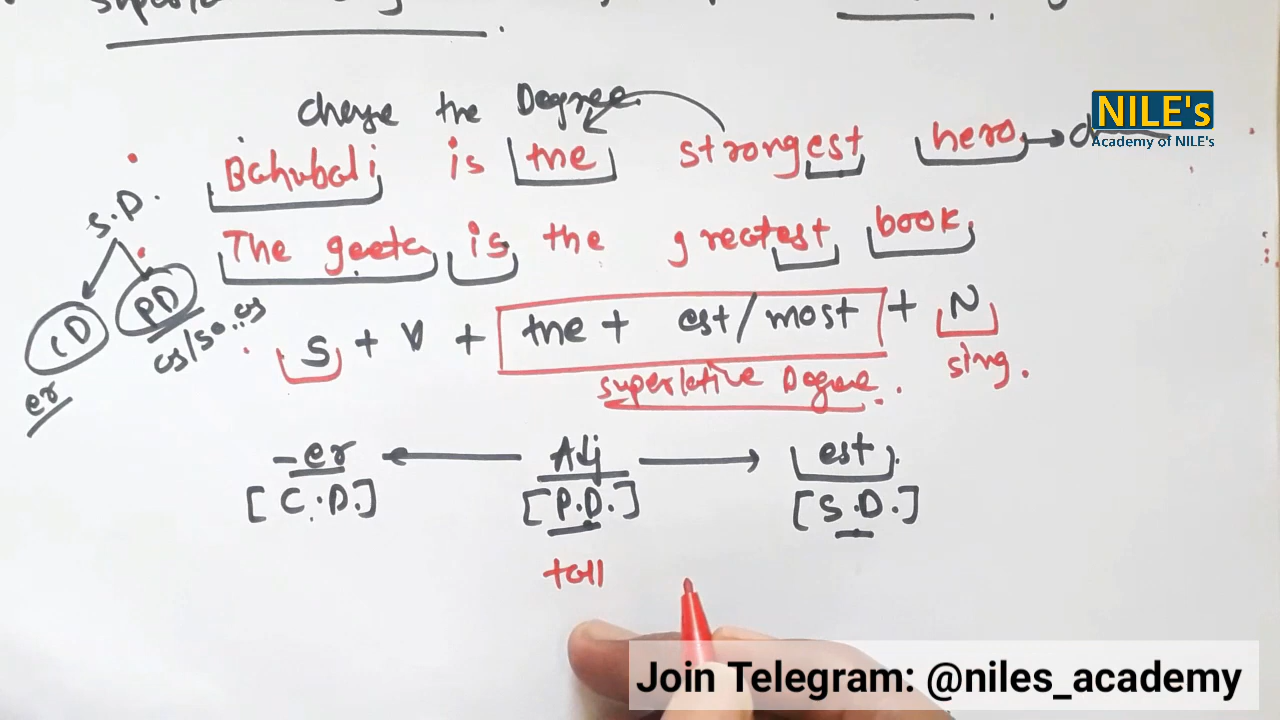 change the Degree.
NILE's
Academy of NILE's
Bahubali is the strongest hero →
S.D.
The geeta is the greatest book
CD PD
er as/so..as
S + V + the + est/most + N
superlative Degree. sing.
-er ← Adj → est.
[C.D.] [P.D.] [S.D.]
tall
Join Telegram: @niles_academy